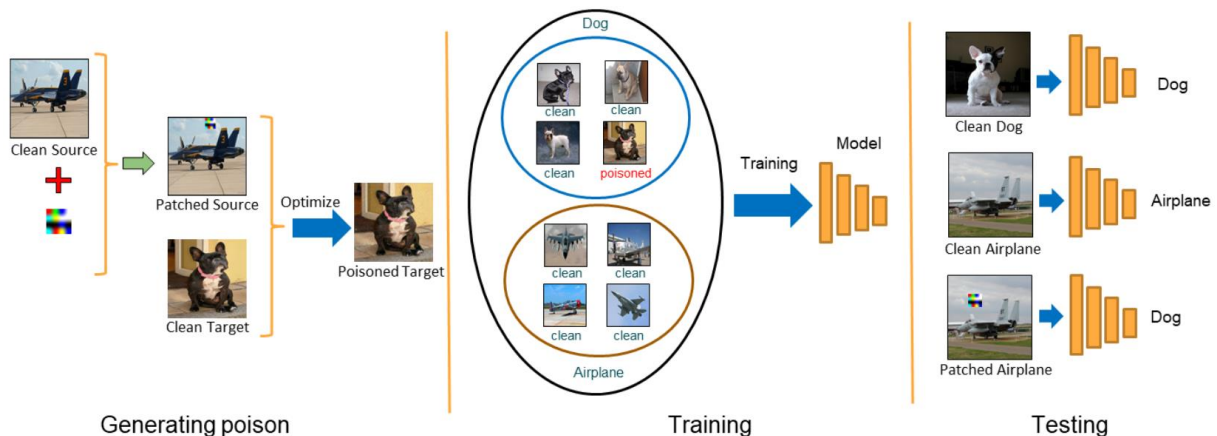 Clean Source
Patched Source
Clean Target
Optimize
Poisoned Target
Generating poison
Dog
clean
clean
clean
poisoned
clean
clean
clean
clean
Airplane
Training
Model
Training
Clean Dog
Dog
Clean Airplane
Airplane
Patched Airplane
Dog
Testing